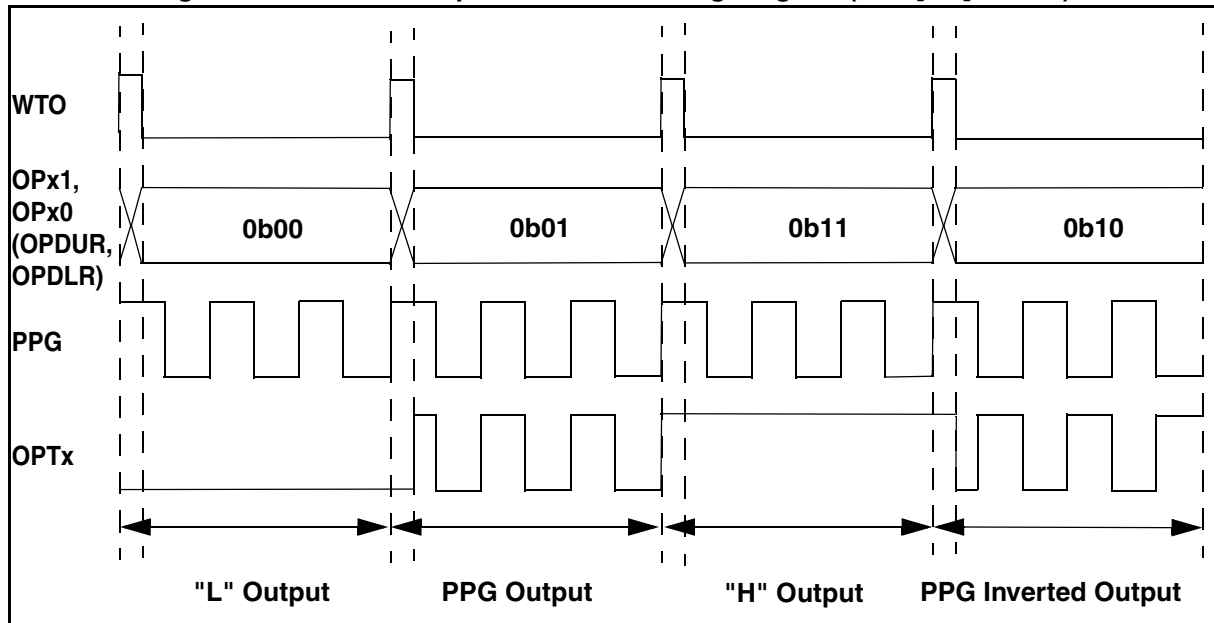 WTO
OPx1,
OPx0
(OPDUR,
OPDLR)
0b00
0b01
0b11
0b10
PPG
OPTx
"L" Output
PPG Output
"H" Output
PPG Inverted Output